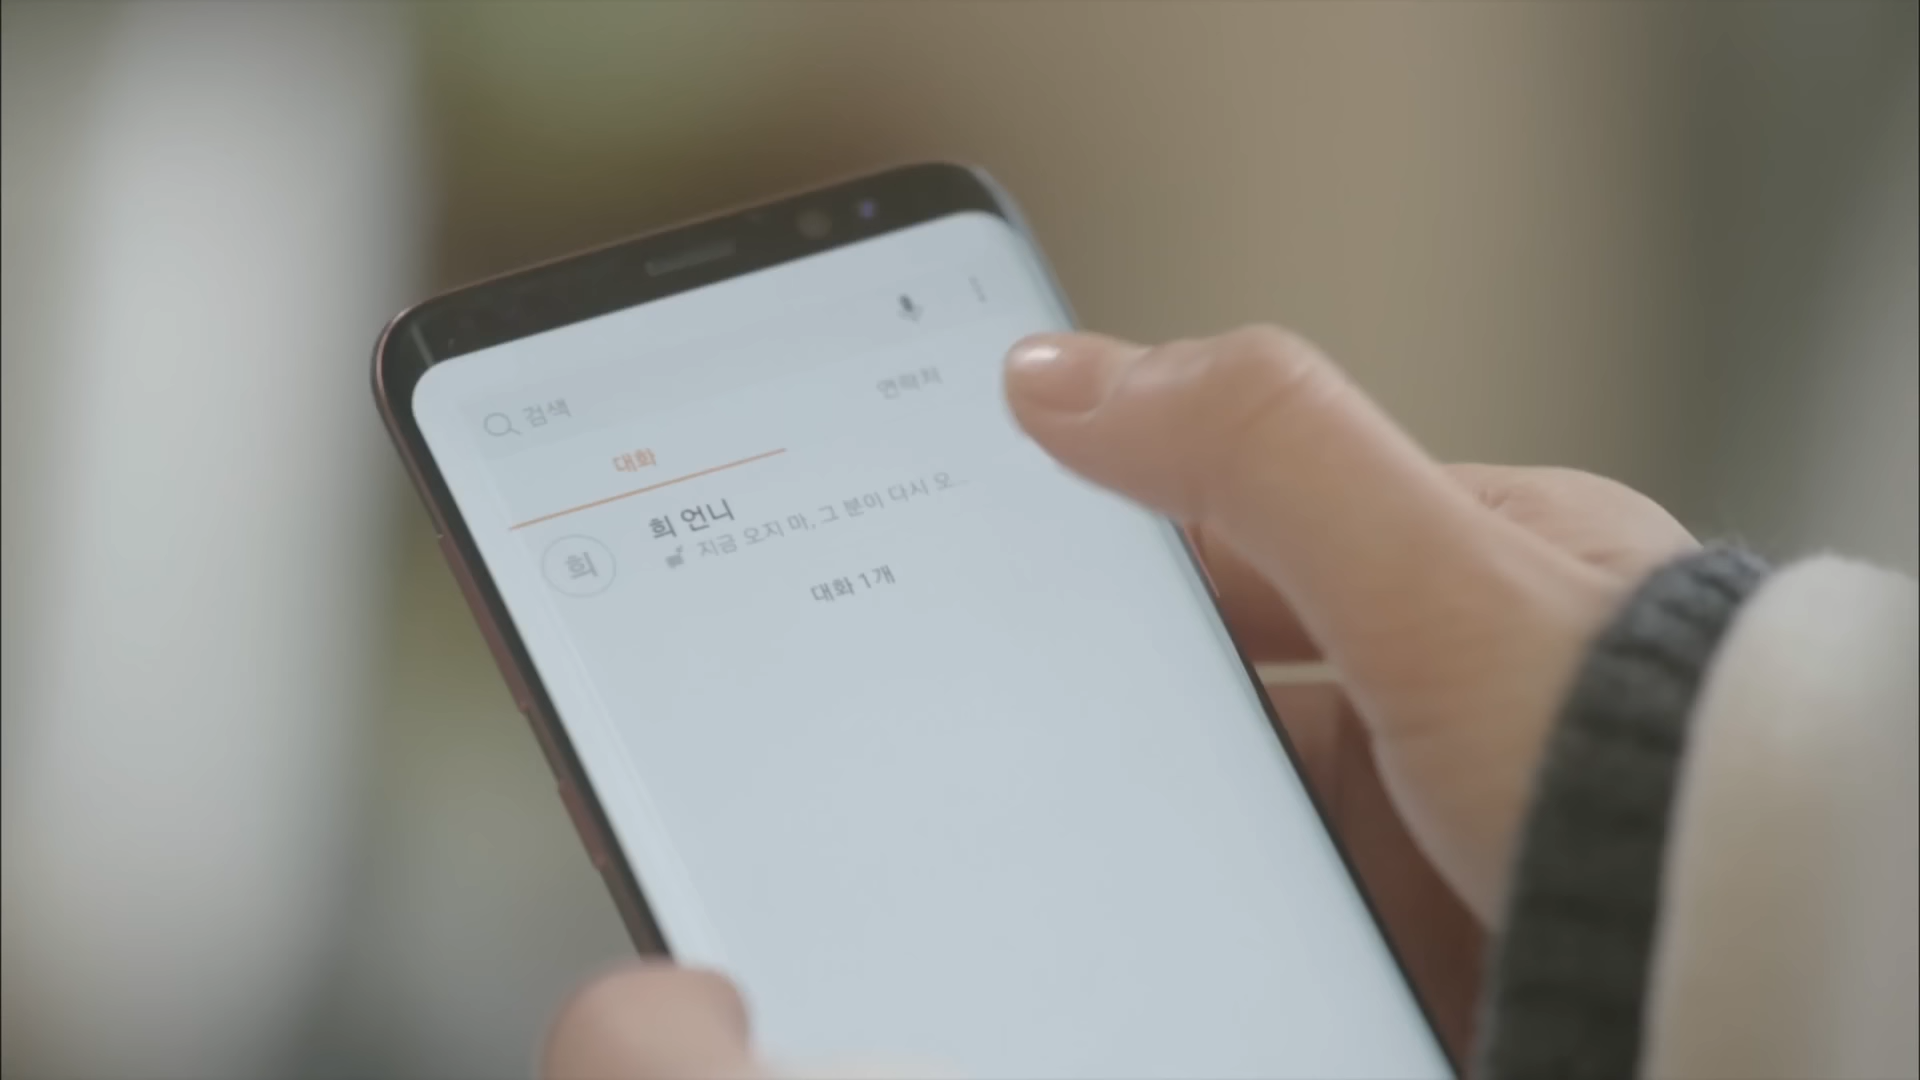 검색
대화
연락처
희 언니
희
지금 오지 마, 그 분이 다시 오...
대화 1개